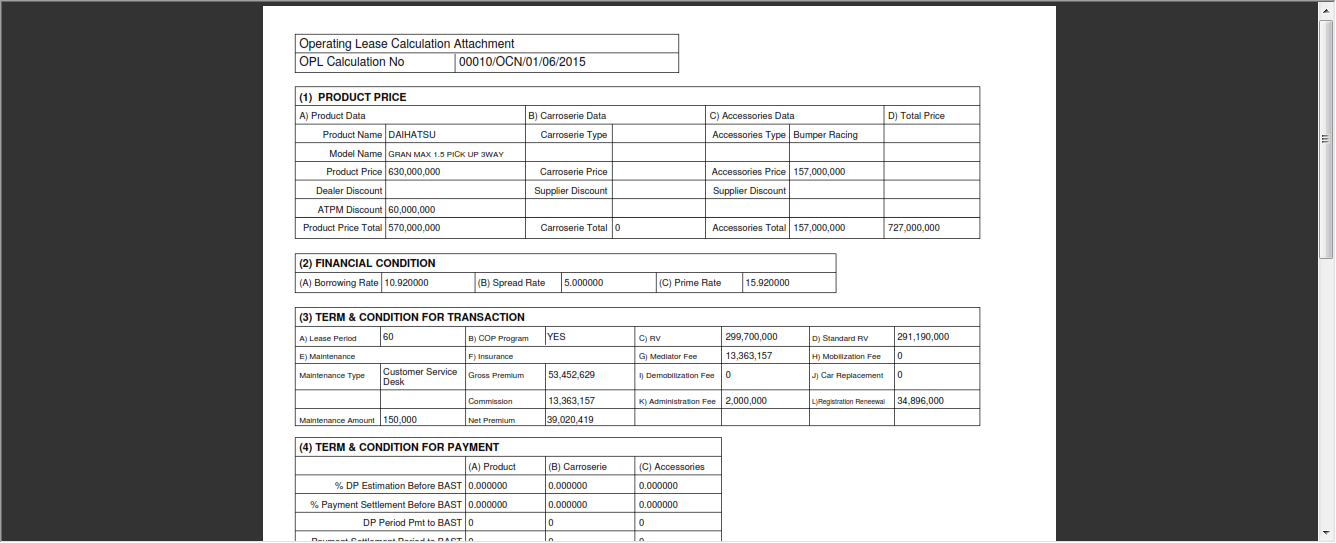 Operating Lease Calculation Attachment
OPL Calculation No 00010/OCN/01/06/2015
(1) PRODUCT PRICE
A) Product Data B) Carroserie Data C) Accessories Data D) Total Price
Product Name DAIHATSU Carroserie Type Accessories Type Bumper Racing
Model Name GRAN MAX 1.5 PICK UP 3WAY
Product Price 630,000,000 Carroserie Price Accessories Price 157,000,000
Dealer Discount Supplier Discount Supplier Discount
ATPM Discount 60,000,000
Product Price Total 570,000,000 Carroserie Total 0 Accessories Total 157,000,000 727,000,000
(2) FINANCIAL CONDITION
(A) Borrowing Rate 10.920000 (B) Spread Rate 5.000000 (C) Prime Rate 15.920000
(3) TERM & CONDITION FOR TRANSACTION
A) Lease Period 60 B) COP Program YES C) RV 299,700,000 D) Standard RV 291,190,000
E) Maintenance F) Insurance G) Mediator Fee 13,363,157 H) Mobilization Fee 0
Maintenance Type Customer Service Desk Gross Premium 53,452,629 I) Demobilization Fee 0 J) Car Replacement 0
Commission 13,363,157 K) Administration Fee 2,000,000 L)Registration Reneewal 34,896,000
Maintenance Amount 150,000 Net Premium 39,020,419
(4) TERM & CONDITION FOR PAYMENT
(A) Product (B) Carroserie (C) Accessories
% DP Estimation Before BAST 0.000000 0.000000 0.000000
% Payment Settlement Before BAST 0.000000 0.000000 0.000000
DP Period Pmt to BAST 0 0 0
Payment Settlement Period to BAST 0 0 0